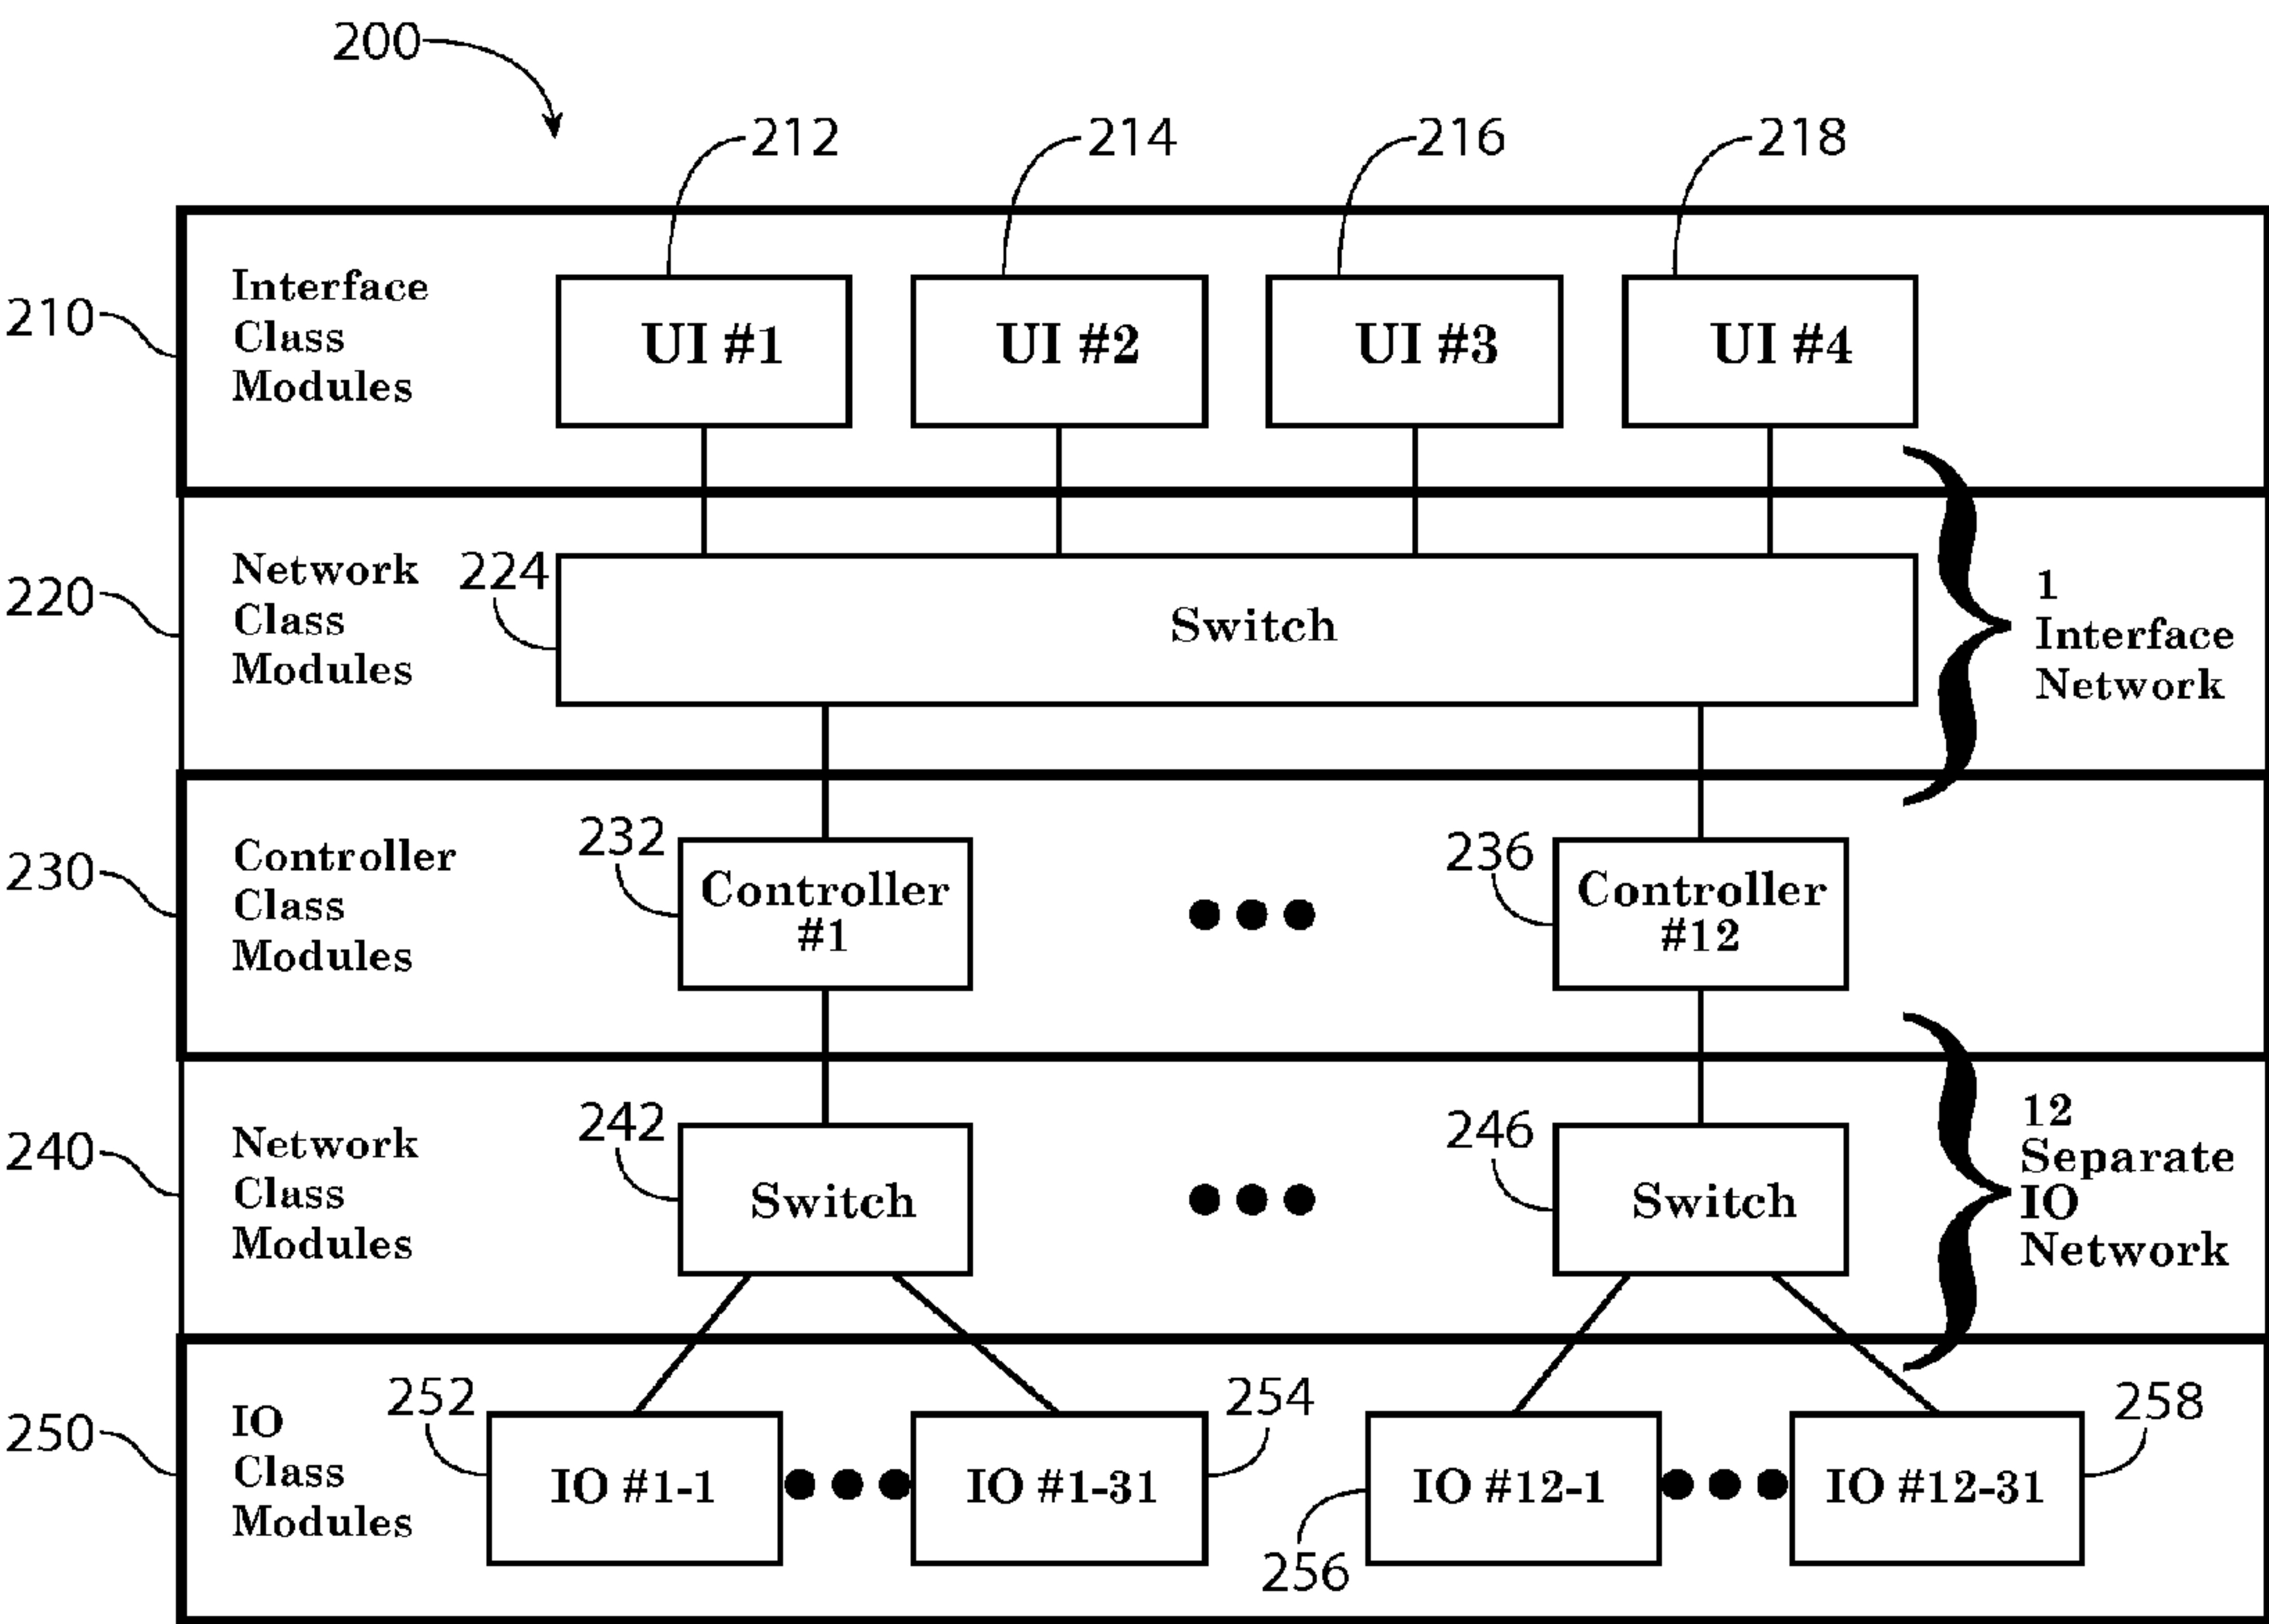 200
212
214
216
218
210
Interface
Class
Modules
UI #1
UI #2
UI #3
UI #4
220
Network
Class
Modules
224
Switch
1
Interface
Network
230
Controller
Class
Modules
232
Controller
#1
236
Controller
#12
240
Network
Class
Modules
242
Switch
246
Switch
12
Separate
IO
Network
250
IO
Class
Modules
252
IO #1-1
254
IO #1-31
256
IO #12-1
258
IO #12-31